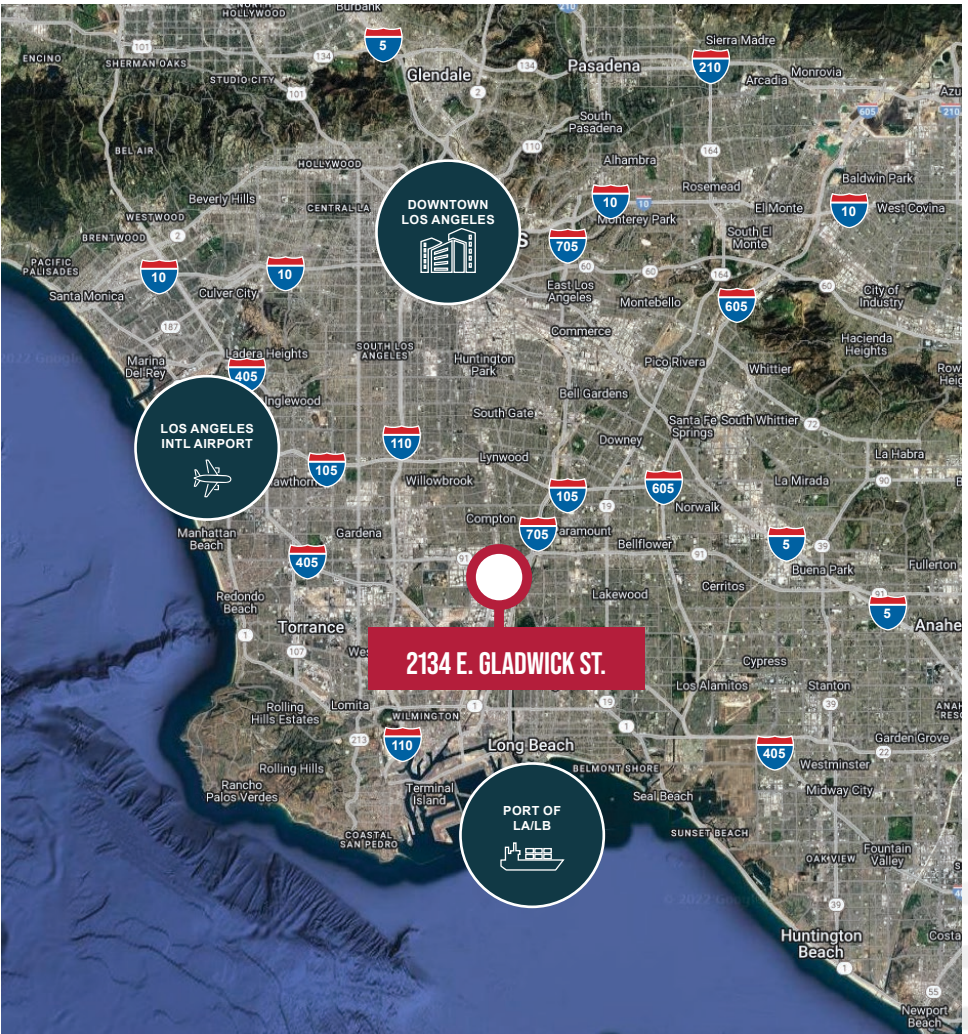 NORTH
HOLLYWOOD
Burbank
210
ENCINO
101
SHERMAN OAKS
134
5
Glendale
134
Pasadena
Sierra Madre
210
Arcadia
Monrovia
STUDIO CITY
101
2
605
210
South
Pasadena
110
164
BEL AIR
HOLLYWOOD
Alhambra
Baldwin Park
Beverly Hills
CENTRAL LA
DOWNTOWN
LOS ANGELES
10
10
Rosemead
Monterey Park
El Monte
10
West Covina
WESTWOOD
BRENTWOOD
2
705
South El
Monte
PACIFIC
PALISADES
10
10
60
60
164
60
Santa Monica
Culver City
East Los
Angeles
Montebello
605
City of
Industry
187
Commerce
Hacienda
Heights
Marina
Del Rey
Ladera Heights
SOUTH LOS
ANGELES
Huntington
Park
Pico Rivera
Whittier
405
Inglewood
Bell Gardens
LOS ANGELES
INTL AIRPORT
South Gate
Santa Fe
Springs
South Whittier
72
110
Downey
La Habra
105
Lynwood
Willowbrook
105
605
La Mirada
90
19
Norwalk
Manhattan
Beach
Gardena
Compton
705
Bellflower
5
39
91
91
Buena Park
Fullerton
405
Lakewood
Cerritos
91
5
Redondo
Beach
1
Torrance
107
2134 E. GLADWICK ST.
Cypress
Los Alamitos
Stanton
Rolling
Hills Estates
Lomita
WILMINGTON
1
19
1
39
213
110
Long Beach
405
22
Garden Grove
Rolling Hills
BELMONT SHORE
Westminster
Rancho
Palos Verdes
Terminal
Island
Seal Beach
Midway City
PORT OF
LA/LB
COASTAL
SAN PEDRO
SUNSET BEACH
OAK VIEW
Fountain
Valley
39
Huntington
Beach
1
55
Newport
Beach